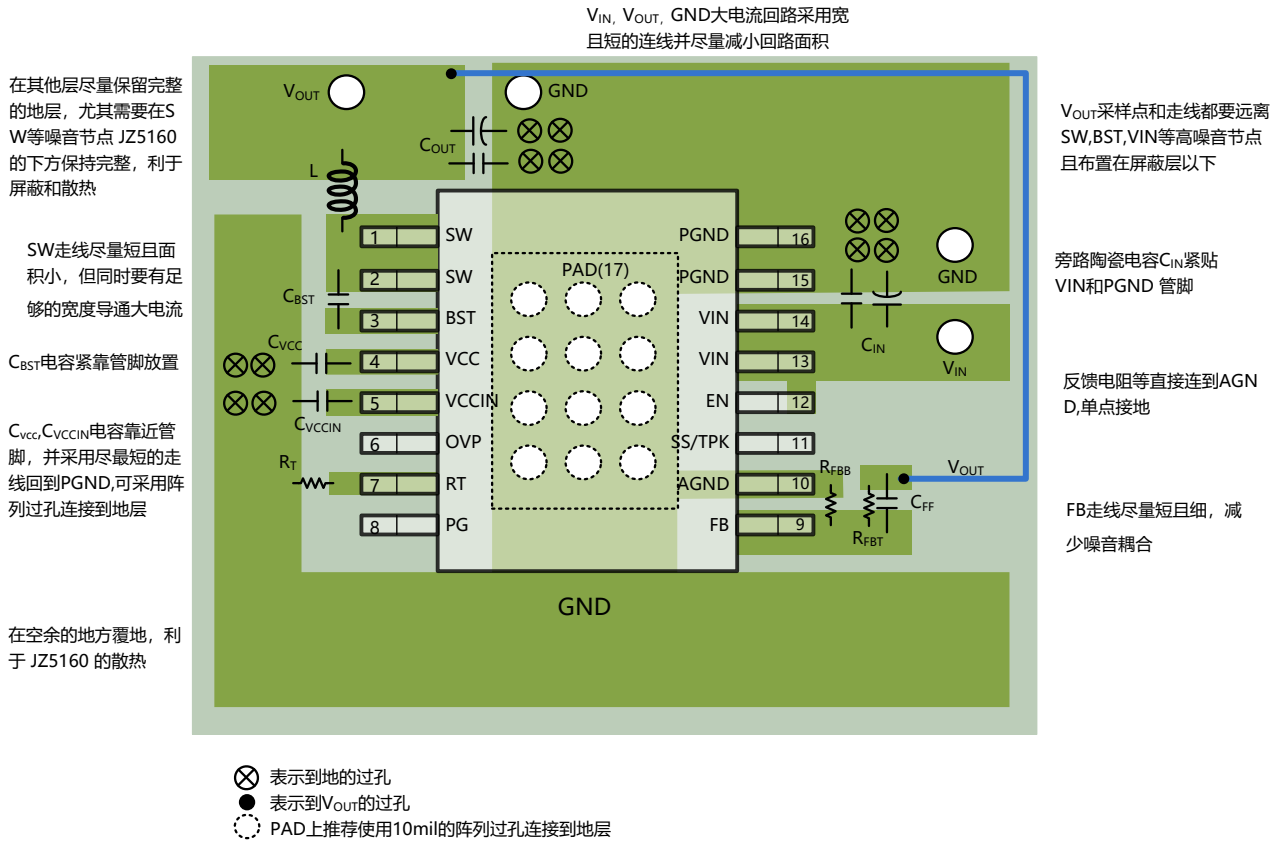 VIN, VOUT, GND大电流回路采用宽
且短的连线并尽量减小回路面积
在其他层尽量保留完整
的地层，尤其需要在S
W等噪音节点 JZ5160
的下方保持完整，利于
屏蔽和散热
SW走线尽量短且面
积小，但同时要有足
够的宽度导通大电流
CBST电容紧靠管脚放置
Cvcc,CVCCIN电容靠近管
脚，并采用尽最短的走
线回到PGND,可采用阵
列过孔连接到地层
在空余的地方覆地，利
于 JZ5160 的散热
VOUT
GND
COUT
L
CBST
CVCC
CVCCIN
RT
1 SW
2 SW
3 BST
4 VCC
5 VCCIN
6 OVP
7 RT
8 PG
PAD(17)
PGND 16
PGND 15
VIN 14
VIN 13
EN 12
SS/TPK 11
AGND 10
FB 9
GND
CIN
VIN
RFBB
VOUT
CFF
RFBT
GND
VOUT采样点和走线都要远离
SW,BST,VIN等高噪音节点
且布置在屏蔽层以下
旁路陶瓷电容CIN紧贴
VIN和PGND 管脚
反馈电阻等直接连到AGN
D,单点接地
FB走线尽量短且细，减
少噪音耦合
表示到地的过孔
表示到VOUT的过孔
PAD上推荐使用10mil的阵列过孔连接到地层